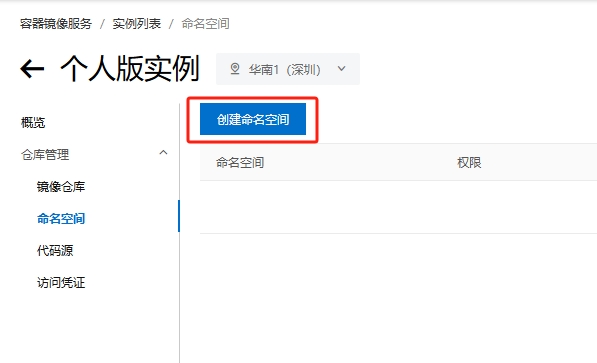 容器镜像服务 / 实例列表 / 命名空间
个人版实例 华南1（深圳）
概览
仓库管理
镜像仓库
命名空间
代码源
访问凭证
创建命名空间
命名空间 权限